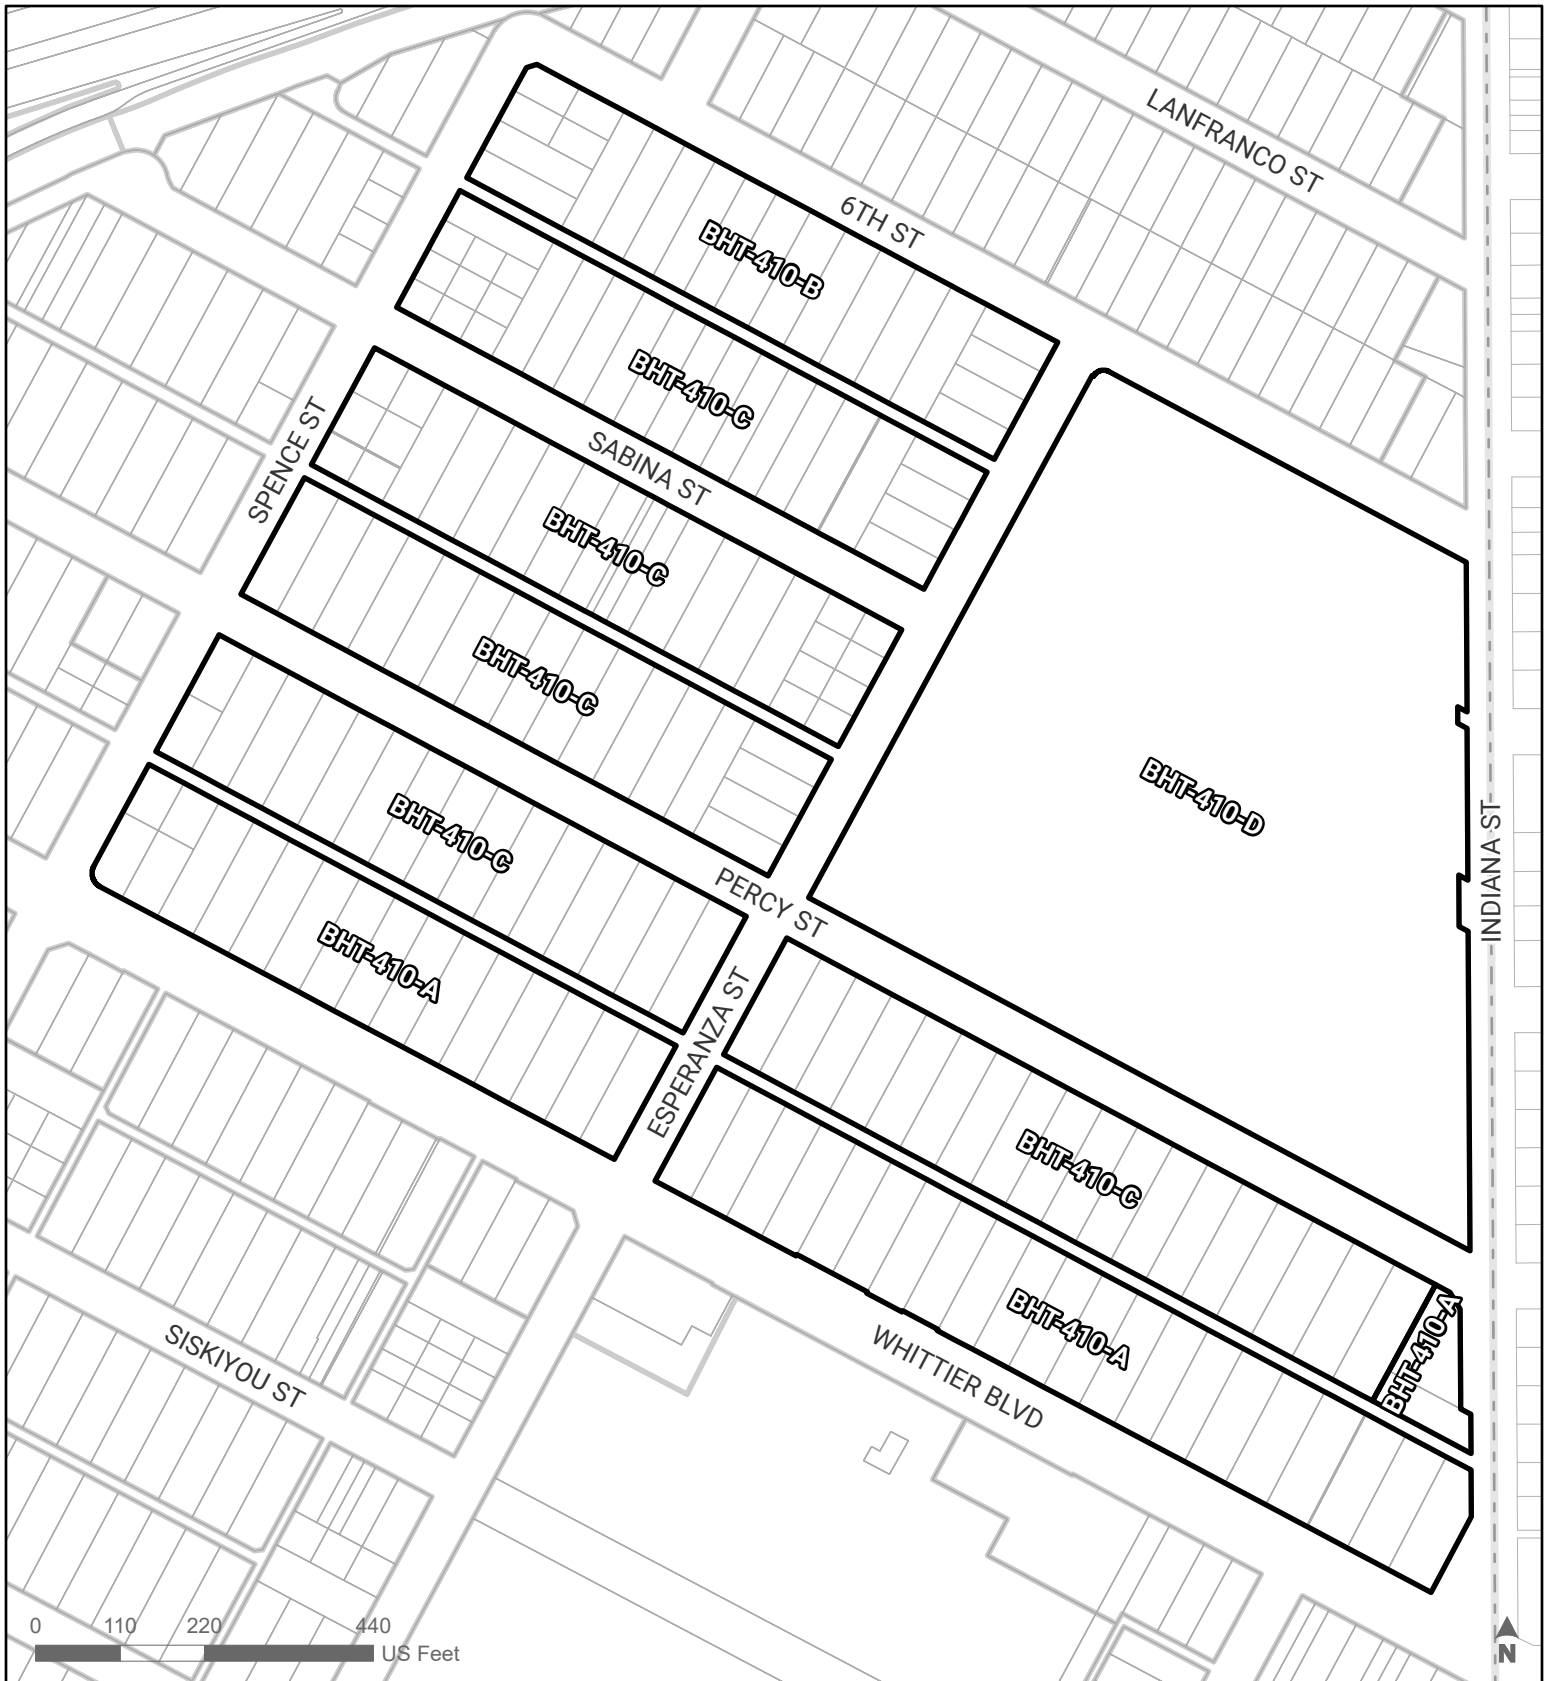 LANFRANCO ST
6TH ST
BHT-410-B
BHT-410-C
SABINA ST
SPENCE ST
BHT-410-C
BHT-410-C
BHT-410-D
BHT-410-C
INDIANA ST
PERCY ST
BHT-410-A
ESPERANZA ST
BHT-410-C
BHT-410-A
BHT-410-A
WHITTIER BLVD
SISKIYOU ST
0 110 220 440
US Feet
N